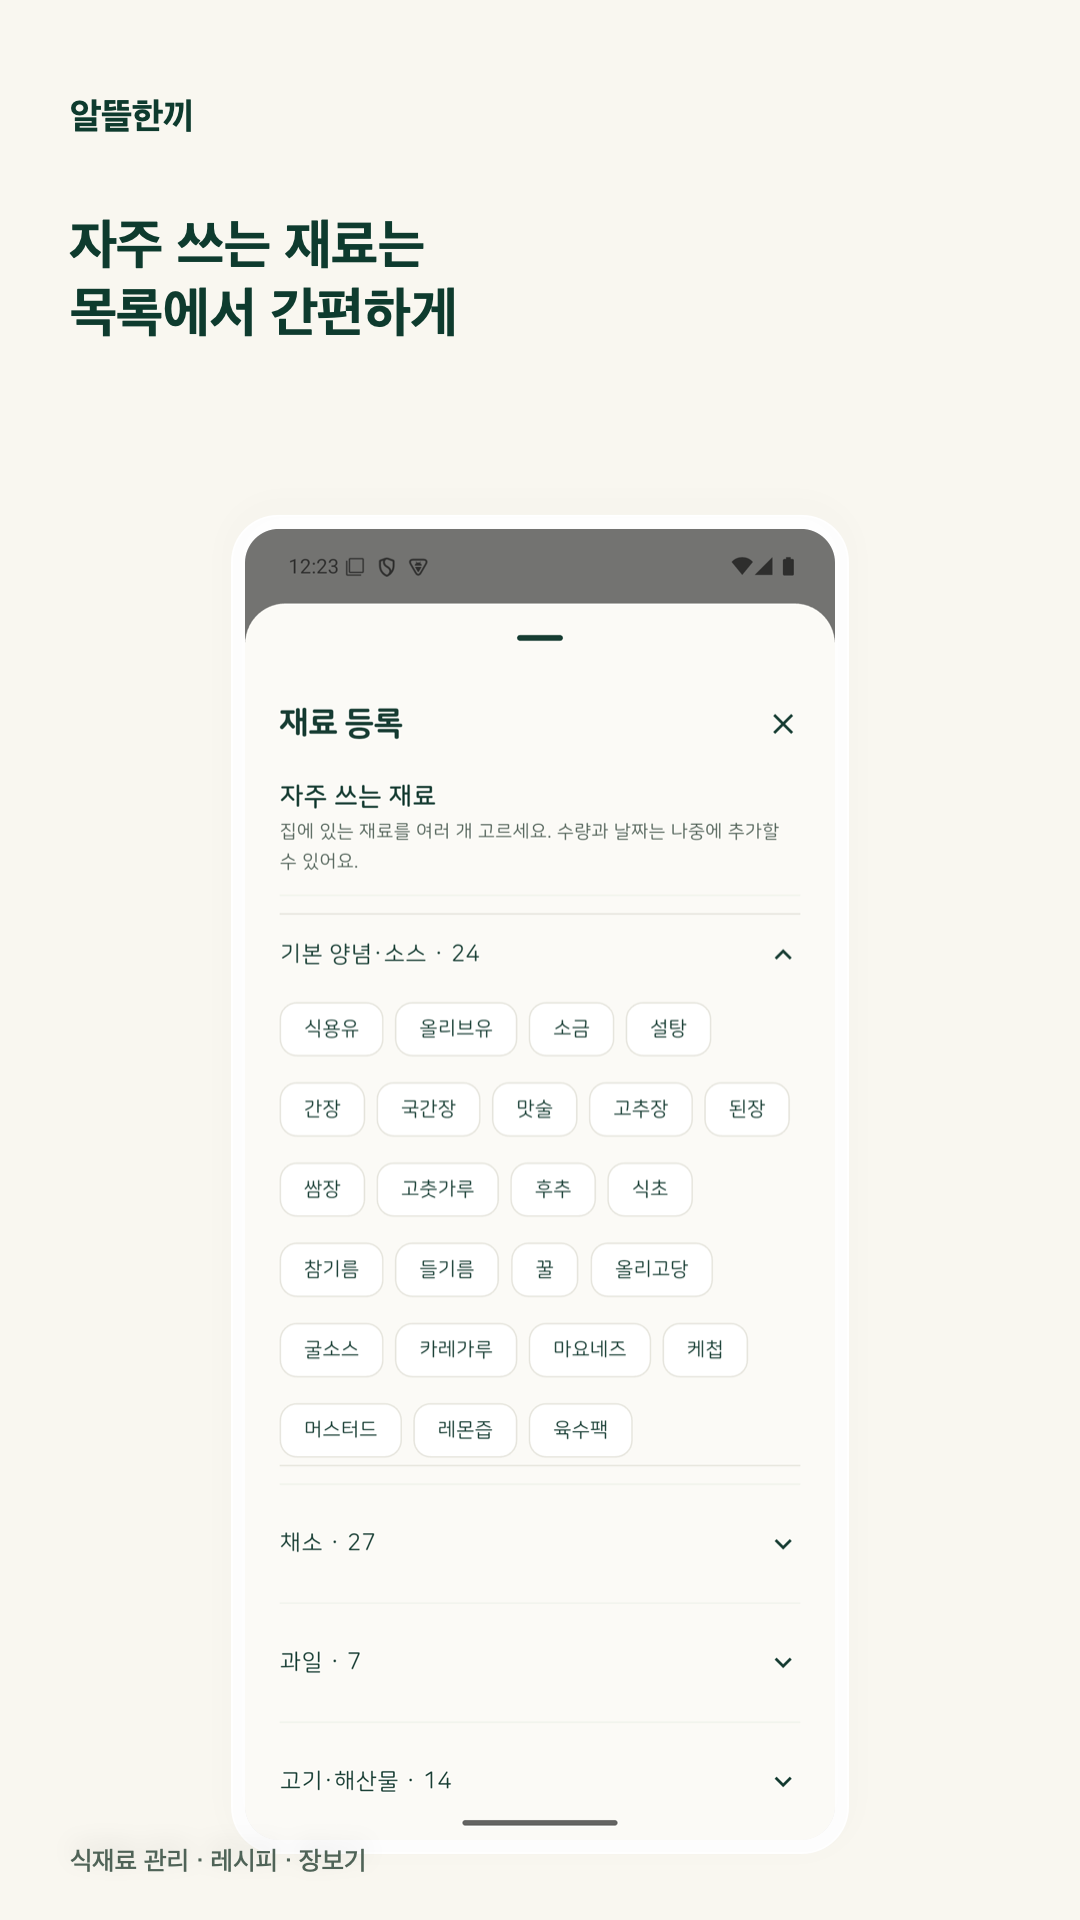 알뜰한끼
자주 쓰는 재료는
목록에서 간편하게
12:23
재료 등록
자주 쓰는 재료
집에 있는 재료를 여러 개 고르세요. 수량과 날짜는 나중에 추가할
수 있어요.
기본 양념·소스 · 24
식용유 올리브유 소금 설탕
간장 국간장 맛술 고추장 된장
쌈장 고춧가루 후추 식초
참기름 들기름 꿀 올리고당
굴소스 카레가루 마요네즈 케첩
머스터드 레몬즙 육수팩
채소 · 27
과일 · 7
고기·해산물 · 14
식재료 관리 · 레시피 · 장보기